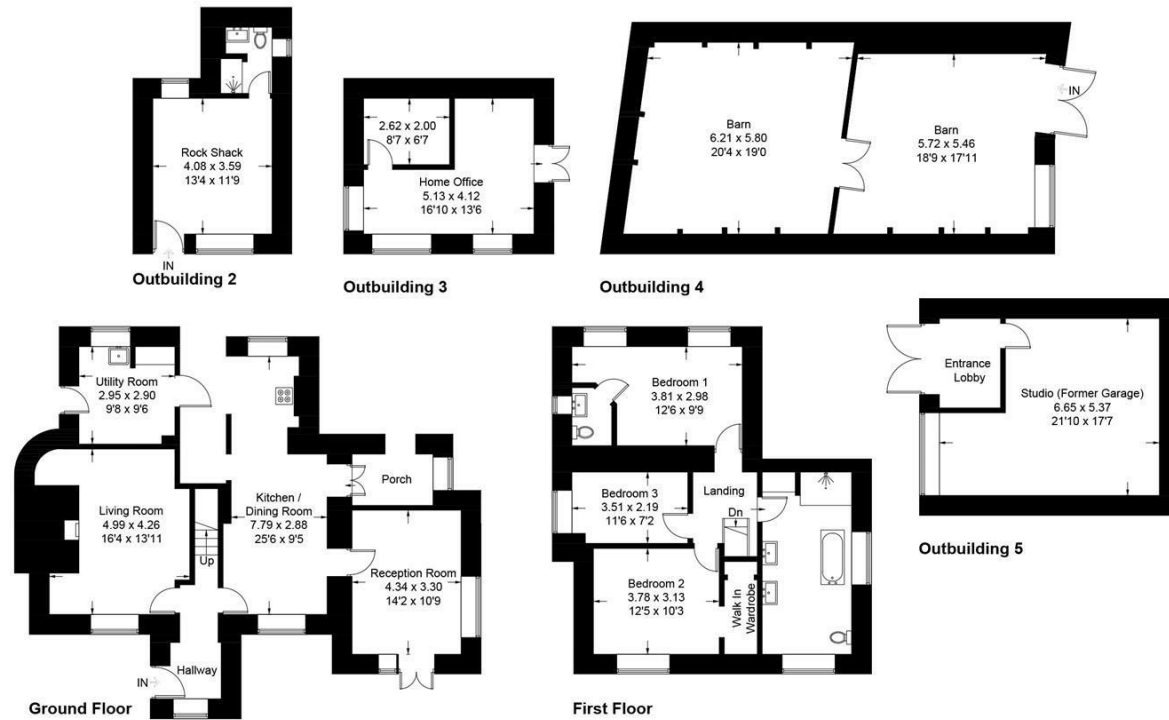 Rock Shack
4.08 x 3.59
13'4 x 11'9
IN
Outbuilding 2
2.62 x 2.00
8'7 x 6'7
Home Office
5.13 x 4.12
16'10 x 13'6
Outbuilding 3
Barn
6.21 x 5.80
20'4 x 19'0
Barn
5.72 x 5.46
18'9 x 17'11
IN
Outbuilding 4
Utility Room
2.95 x 2.90
9'8 x 9'6
Living Room
4.99 x 4.26
16'4 x 13'11
Up
Kitchen /
Dining Room
7.79 x 2.88
25'6 x 9'5
Porch
Reception Room
4.34 x 3.30
14'2 x 10'9
Hallway
IN
Ground Floor
Bedroom 1
3.81 x 2.98
12'6 x 9'9
Bedroom 3
3.51 x 2.19
11'6 x 7'2
Landing
Dn
Bedroom 2
3.78 x 3.13
12'5 x 10'3
Walk In
Wardrobe
First Floor
Entrance
Lobby
Studio (Former Garage)
6.65 x 5.37
21'10 x 17'7
Outbuilding 5